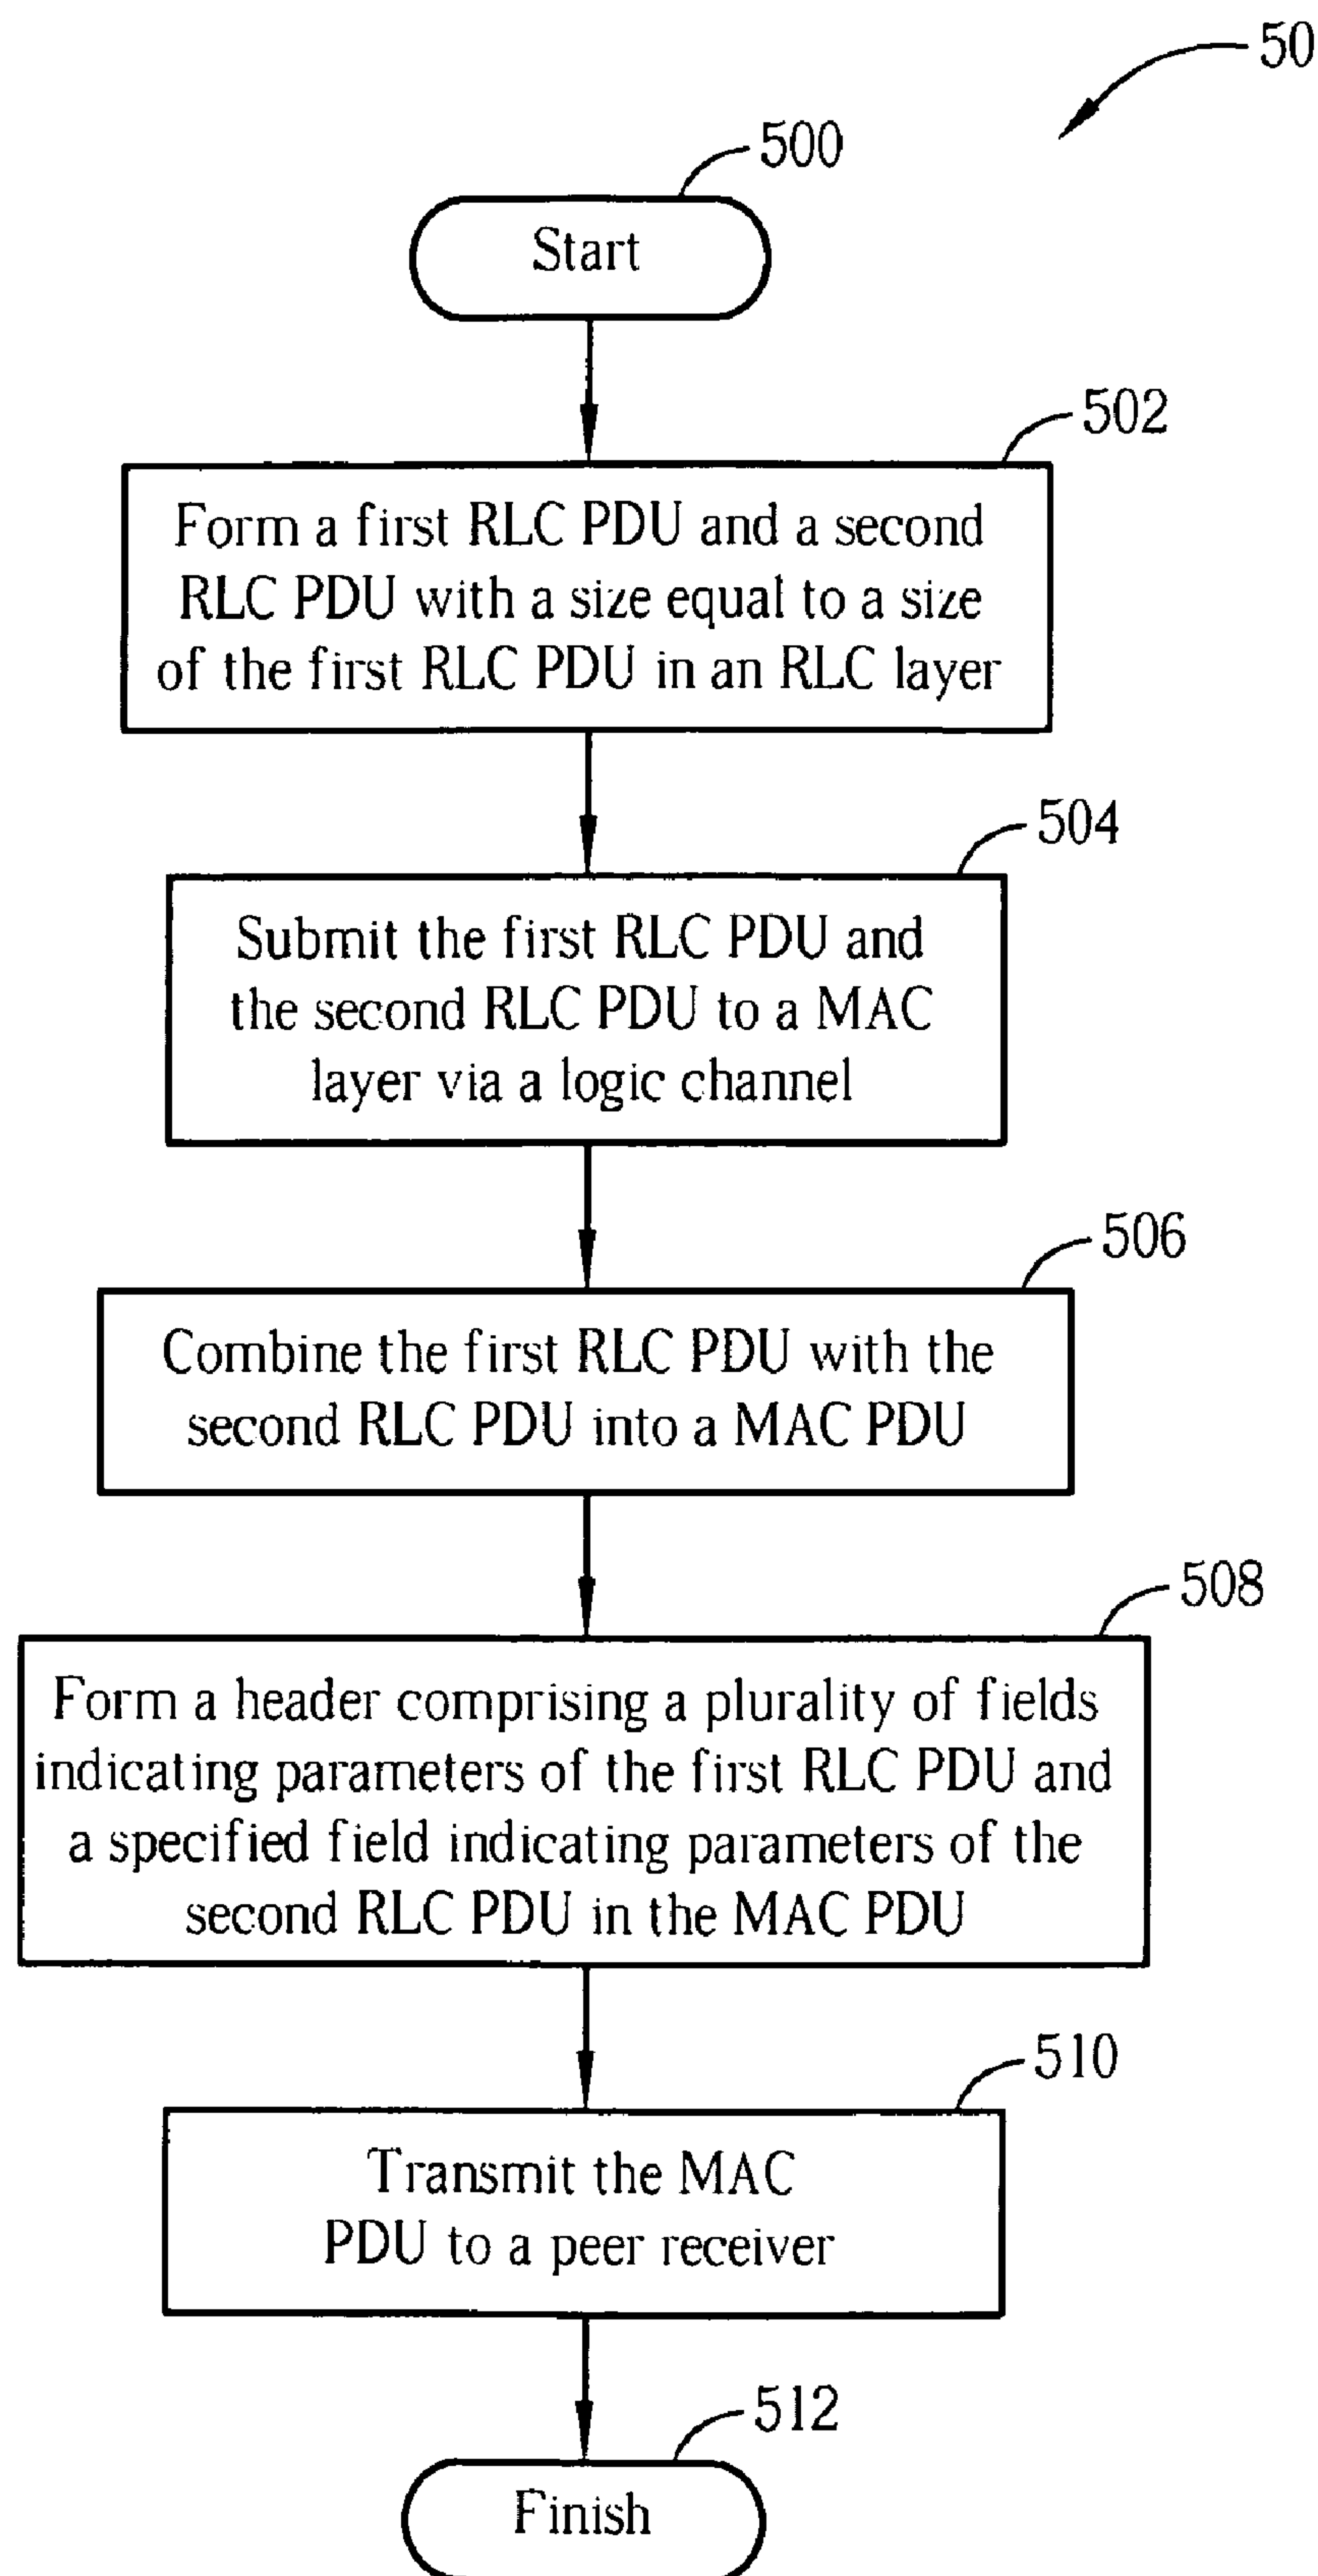 50
500
Start
502
Form a first RLC PDU and a second
RLC PDU with a size equal to a size
of the first RLC PDU in an RLC layer
504
Submit the first RLC PDU and
the second RLC PDU to a MAC
layer via a logic channel
506
Combine the first RLC PDU with the
second RLC PDU into a MAC PDU
508
Form a header comprising a plurality of fields
indicating parameters of the first RLC PDU and
a specified field indicating parameters of the
second RLC PDU in the MAC PDU
510
Transmit the MAC
PDU to a peer receiver
512
Finish